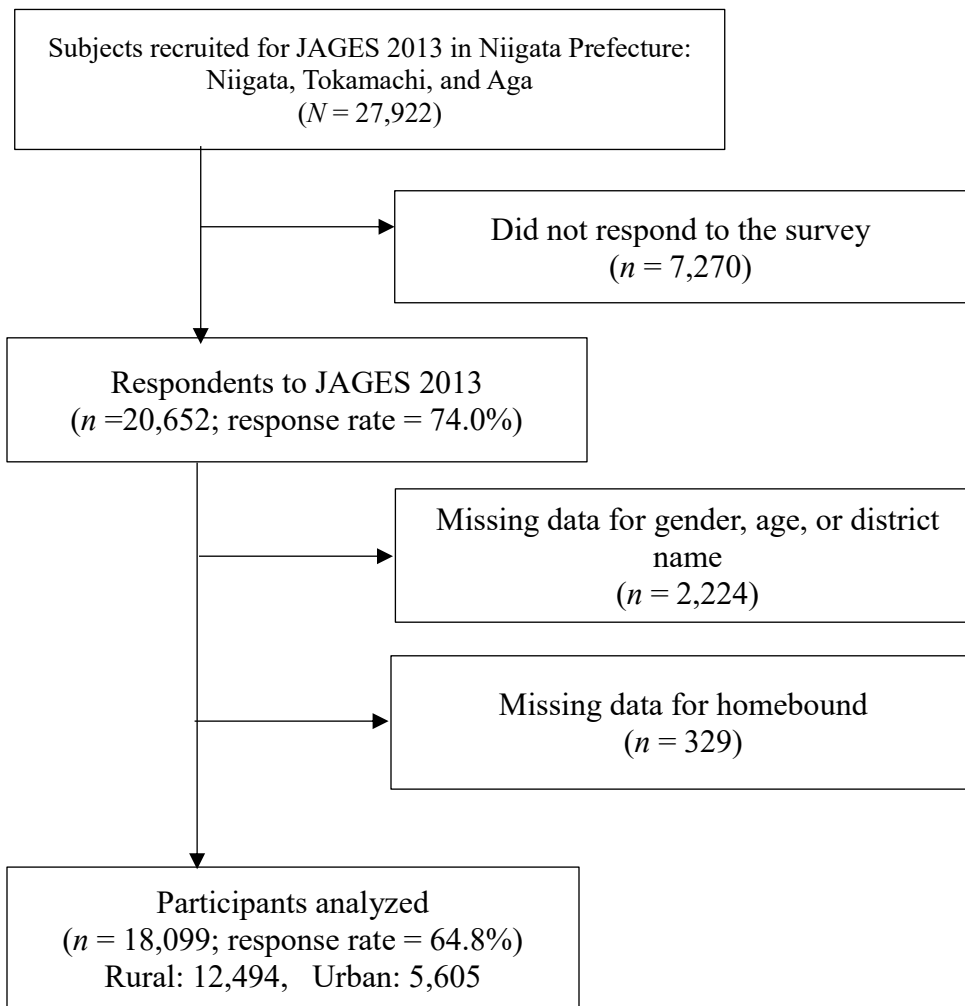 Subjects recruited for JAGES 2013 in Niigata Prefecture:
Niigata, Tokamachi, and Aga
(N = 27,922)
Did not respond to the survey
(n = 7,270)
Respondents to JAGES 2013
(n =20,652; response rate = 74.0%)
Missing data for gender, age, or district
name
(n = 2,224)
Missing data for homebound
(n = 329)
Participants analyzed
(n = 18,099; response rate = 64.8%)
Rural: 12,494, Urban: 5,605